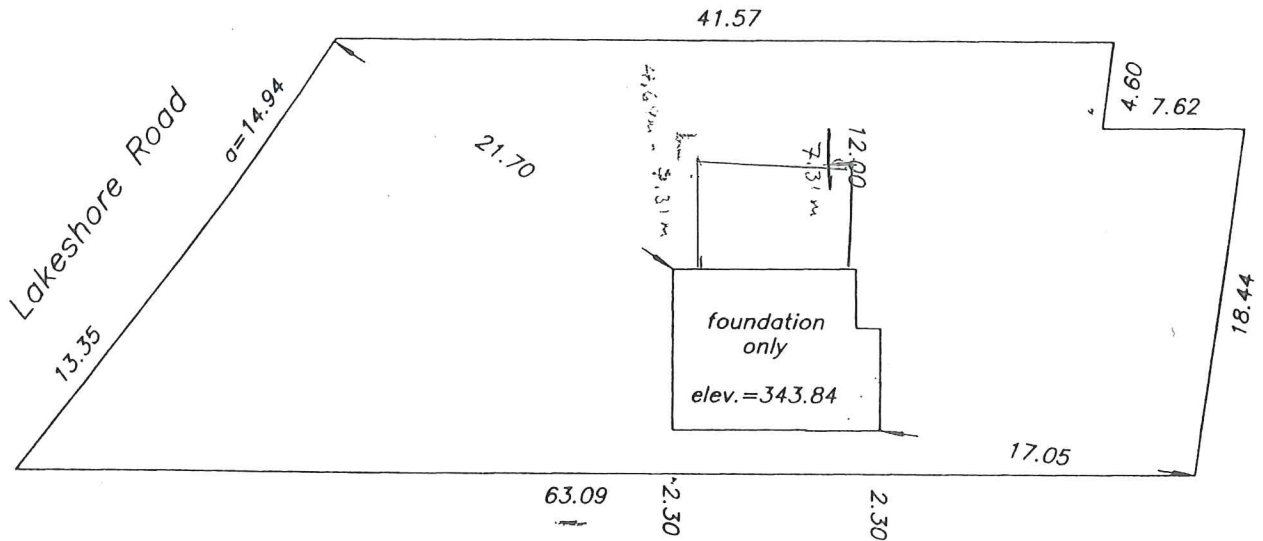 41.57
4.60
7.62
Lakeshore Road
a=14.94
21.70
12.00
7.31 m
13.35
foundation
only
elev.=343.84
18.44
17.05
63.09
2.30
2.30